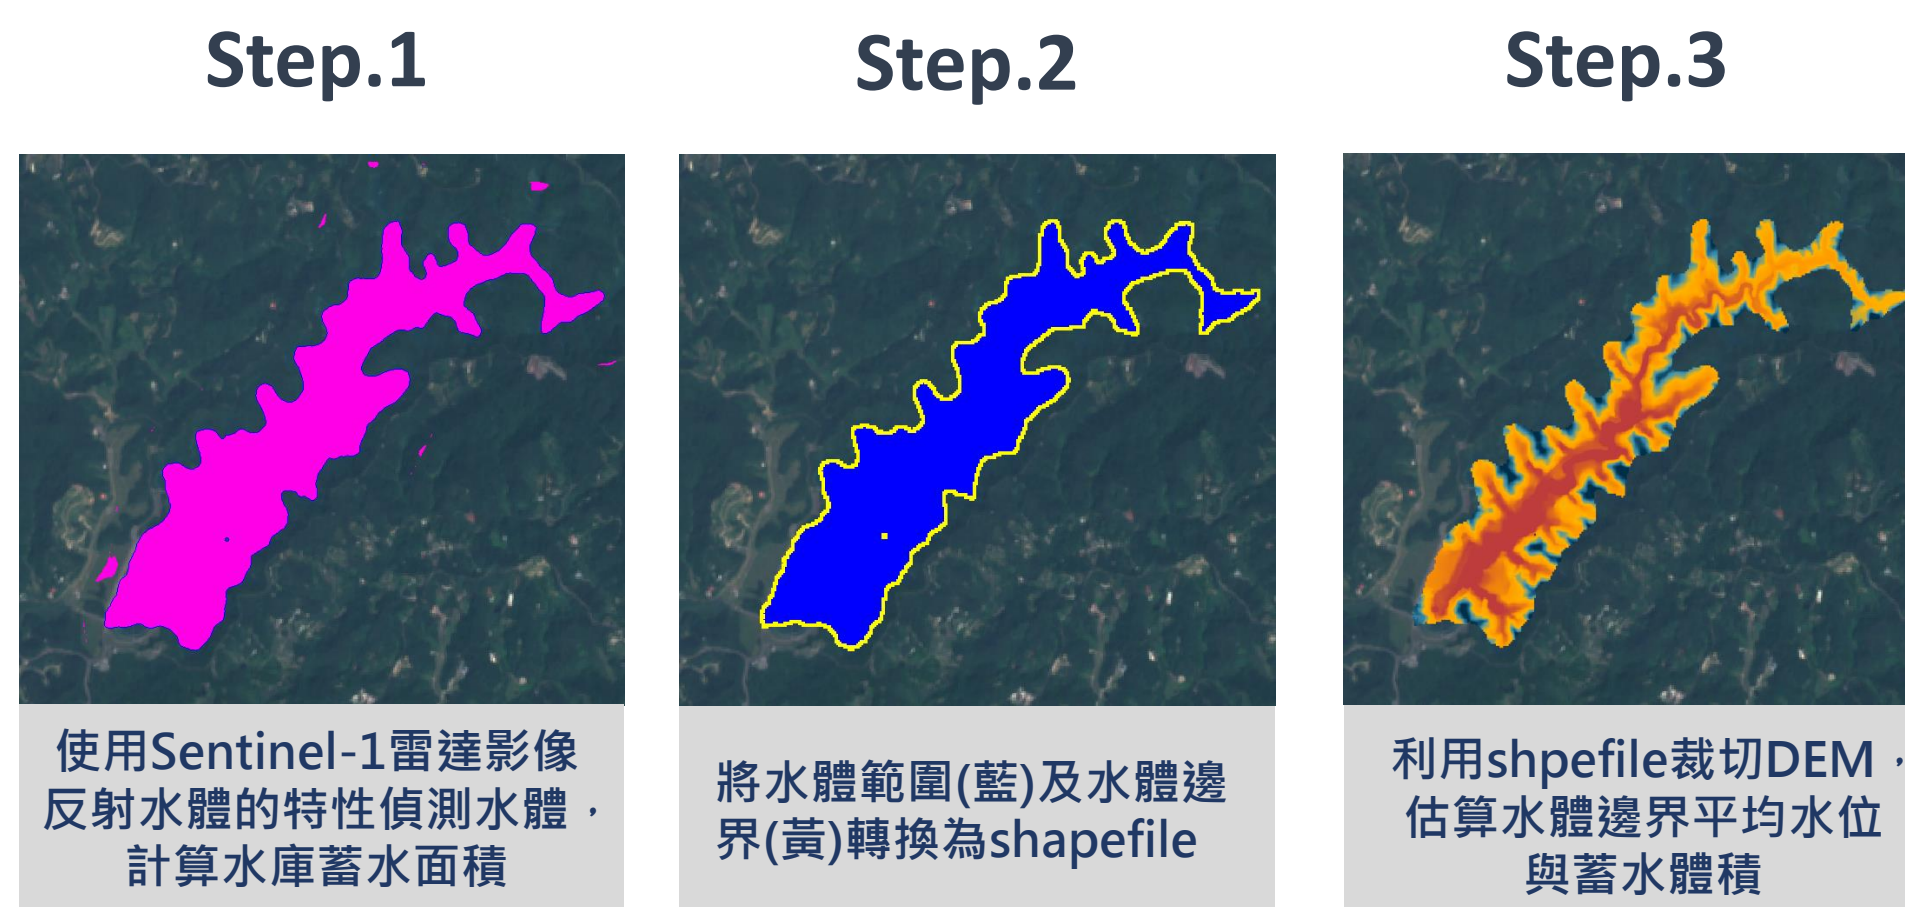 Step.1
使用Sentinel-1雷達影像
反射水體的特性偵測水體，
計算水庫蓄水面積
Step.2
將水體範圍(藍)及水體邊
界(黃)轉換為shapefile
Step.3
利用shpefile裁切DEM，
估算水體邊界平均水位
與蓄水體積